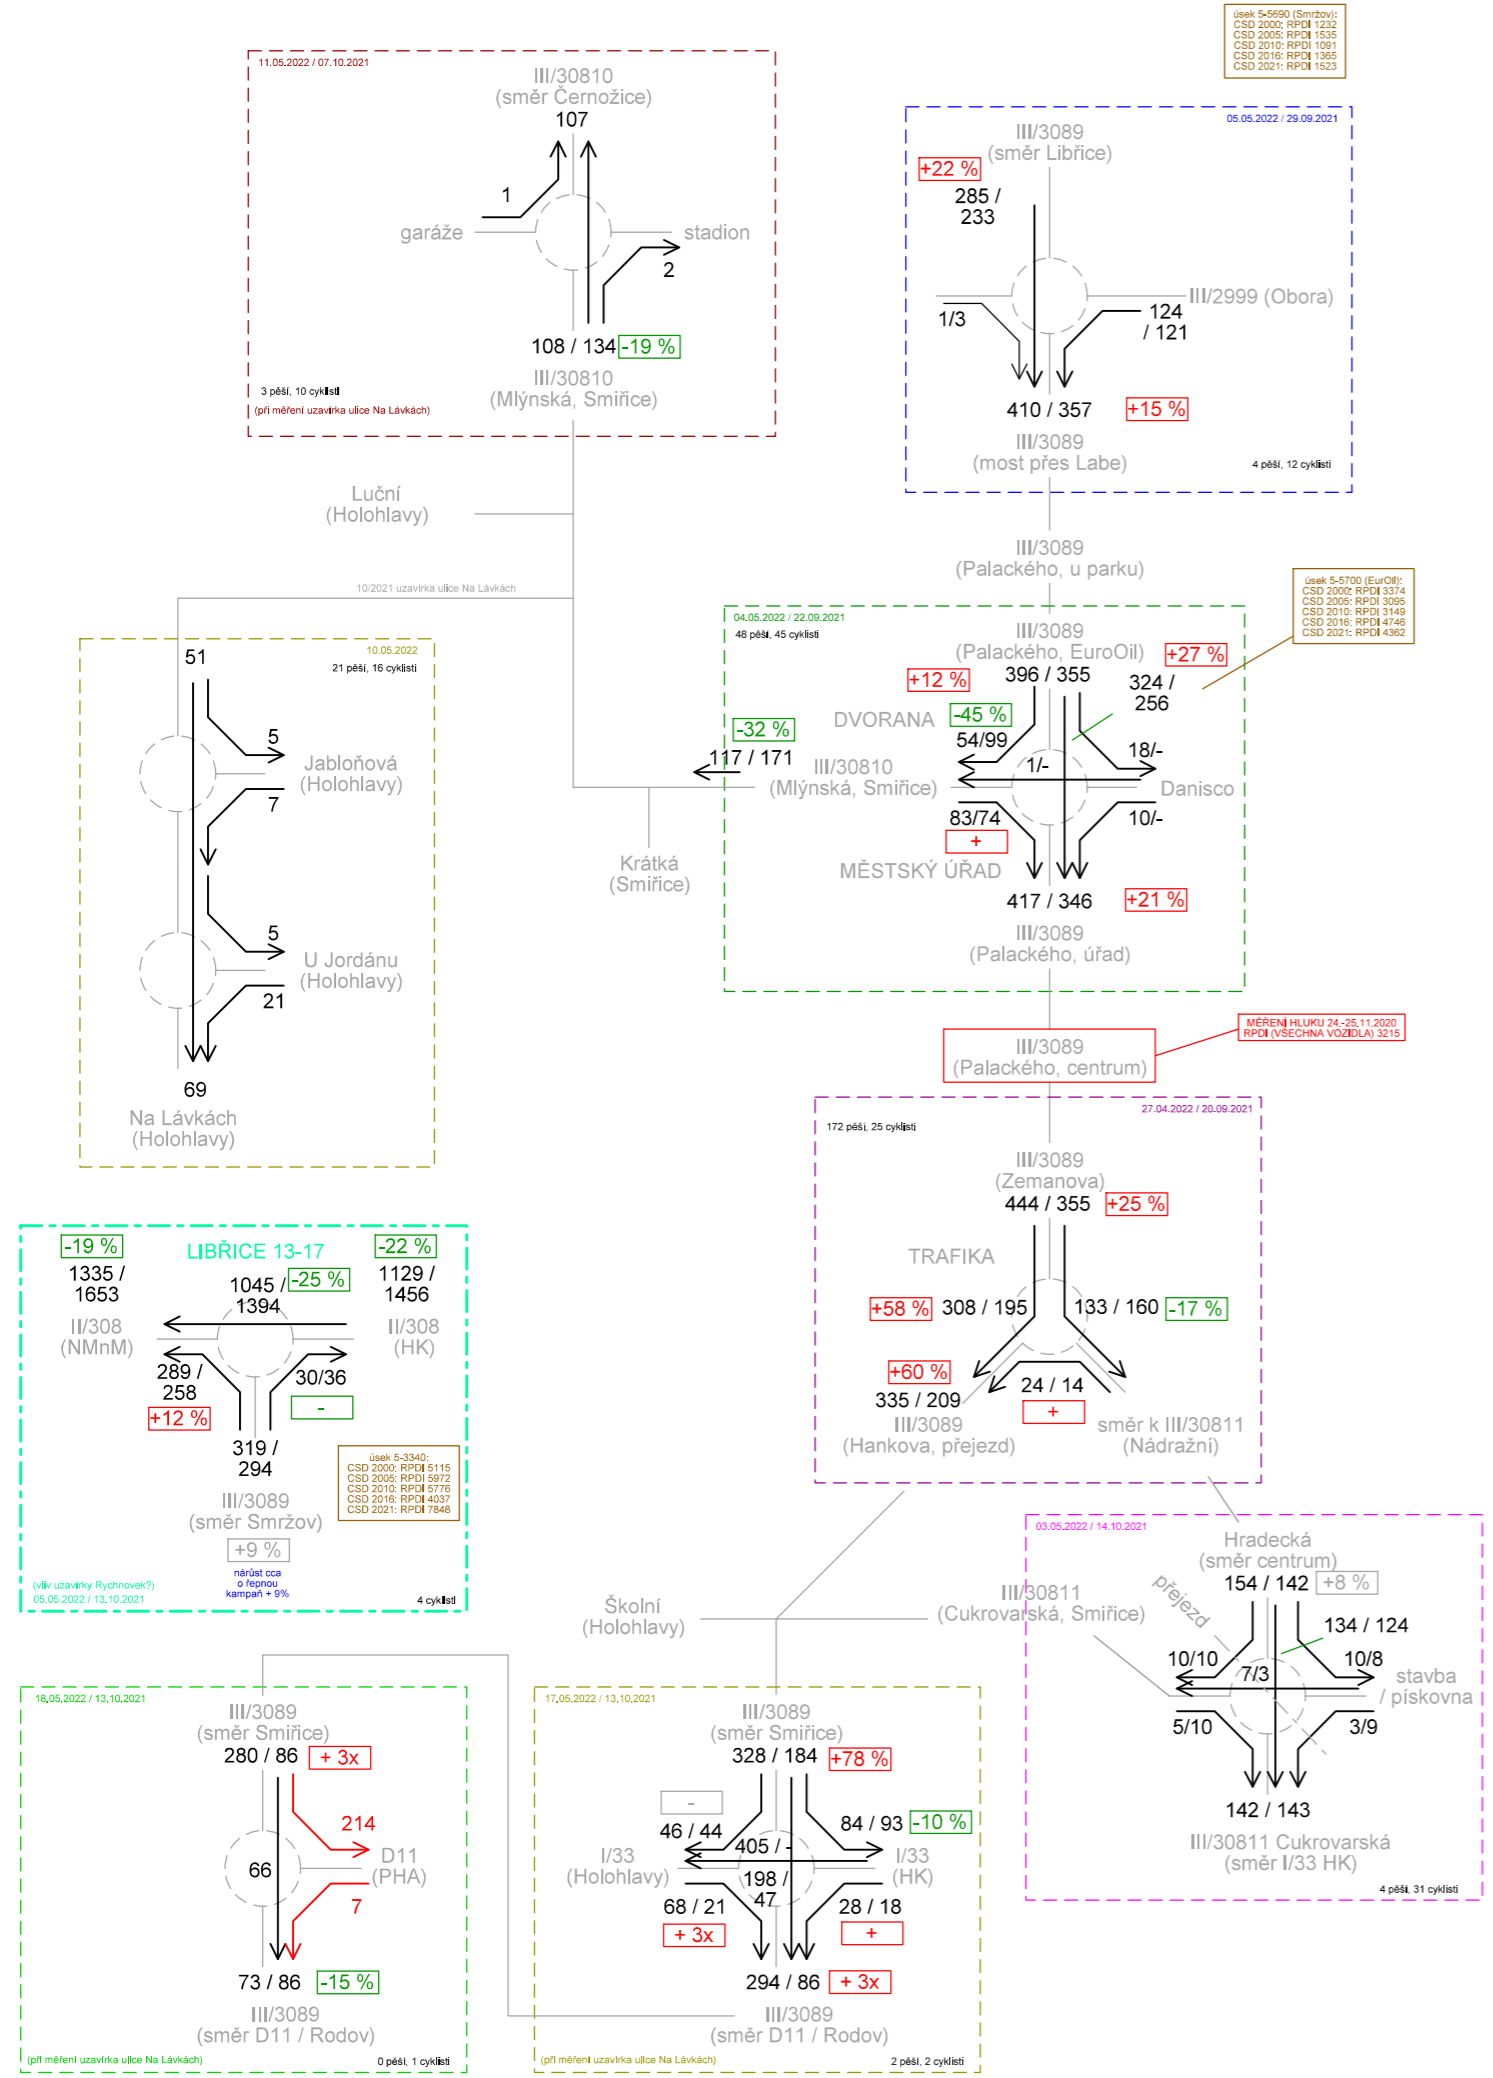 úsek 5-5690 (Smržov):
CSD 2000: RPDI 1232
CSD 2005: RPDI 1535
CSD 2010: RPDI 1091
CSD 2016: RPDI 1365
CSD 2021: RPDI 1523
11.05.2022 / 07.10.2021
III/30810
(směr Černožice)
107
1
garáže
stadion
2
108 / 134
-19 %
III/30810
(Mlýnská, Smiřice)
3 pěší, 10 cyklistů
(při měření uzavírka ulice Na Lávkách)
05.05.2022 / 29.09.2021
III/3089
(směr Libřice)
+22 %
285 /
233
III/2999 (Obora)
1/3
124
/ 121
410 / 357
+15 %
III/3089
(most přes Labe)
4 pěší, 12 cyklisti
Luční
(Holohlavy)
10/2021 uzavírka ulice Na Lávkách
III/3089
(Palackého, u parku)
úsek 5-5700 (EurOil):
CSD 2000: RPDI 3374
CSD 2005: RPDI 3095
CSD 2010: RPDI 3149
CSD 2016: RPDI 4746
CSD 2021: RPDI 4362
04.05.2022 / 22.09.2021
48 pěší, 45 cyklisti
III/3089
(Palackého, EuroOil)
+27 %
+12 %
396 / 355
324 /
256
DVORANA
-45 %
-32 %
54/99
117 / 171
III/30810
(Mlýnská, Smiřice)
1/-
18/-
Danisco
83/74
10/-
+
MĚSTSKÝ ÚŘAD
417 / 346
+21 %
III/3089
(Palackého, úřad)
Krátká
(Smiřice)
10.05.2022
21 pěší, 16 cyklisti
51
5
Jabloňová
(Holohlavy)
7
5
U Jordánu
(Holohlavy)
21
69
Na Lávkách
(Holohlavy)
MĚŘENÍ HLUKU 24.-25.11.2020
RPDI (VŠECHNA VOZIDLA) 3215
III/3089
(Palackého, centrum)
27.04.2022 / 20.09.2021
172 pěší, 25 cyklisti
III/3089
(Zemanova)
444 / 355
+25 %
TRAFIKA
+58 %
308 / 195
133 / 160
-17 %
+60 %
335 / 209
24 / 14
+
III/3089
(Hankova, přejezd)
směr k III/30811
(Nádražní)
-19 %
LIBŘICE 13-17
-22 %
1335 /
1653
1045 /
1394
-25 %
1129 /
1456
II/308
(NMnM)
II/308
(HK)
289 /
258
30/36
+12 %
-
319 /
294
úsek 5-3340:
CSD 2000: RPDI 5115
CSD 2005: RPDI 5972
CSD 2010: RPDI 5776
CSD 2016: RPDI 4037
CSD 2021: RPDI 7848
III/3089
(směr Smržov)
+9 %
nárůst cca
o řepnou
kampaň + 9%
(vliv uzavírky Rychnovek?)
05.05.2022 / 13.10.2021
4 cyklisti
03.05.2022 / 14.10.2021
Hradecká
(směr centrum)
154 / 142
+8 %
přejezd
III/30811
(Cukrovarská, Smiřice)
134 / 124
10/10
7/3
10/8
stavba
/ pískovna
5/10
3/9
142 / 143
III/30811 Cukrovarská
(směr I/33 HK)
4 pěší, 31 cyklisti
Školní
(Holohlavy)
18.05.2022 / 13.10.2021
III/3089
(směr Smiřice)
280 / 86
+ 3x
214
66
D11
(PHA)
7
73 / 86
-15 %
III/3089
(směr D11 / Rodov)
(při měření uzavírka ulice Na Lávkách)
0 pěší, 1 cyklisti
17.05.2022 / 13.10.2021
III/3089
(směr Smiřice)
328 / 184
+78 %
-
46 / 44
84 / 93
-10 %
405 / -
I/33
(Holohlavy)
198 /
47
I/33
(HK)
68 / 21
28 / 18
+ 3x
+
294 / 86
+ 3x
III/3089
(směr D11 / Rodov)
(při měření uzavírka ulice Na Lávkách)
2 pěší, 2 cyklisti